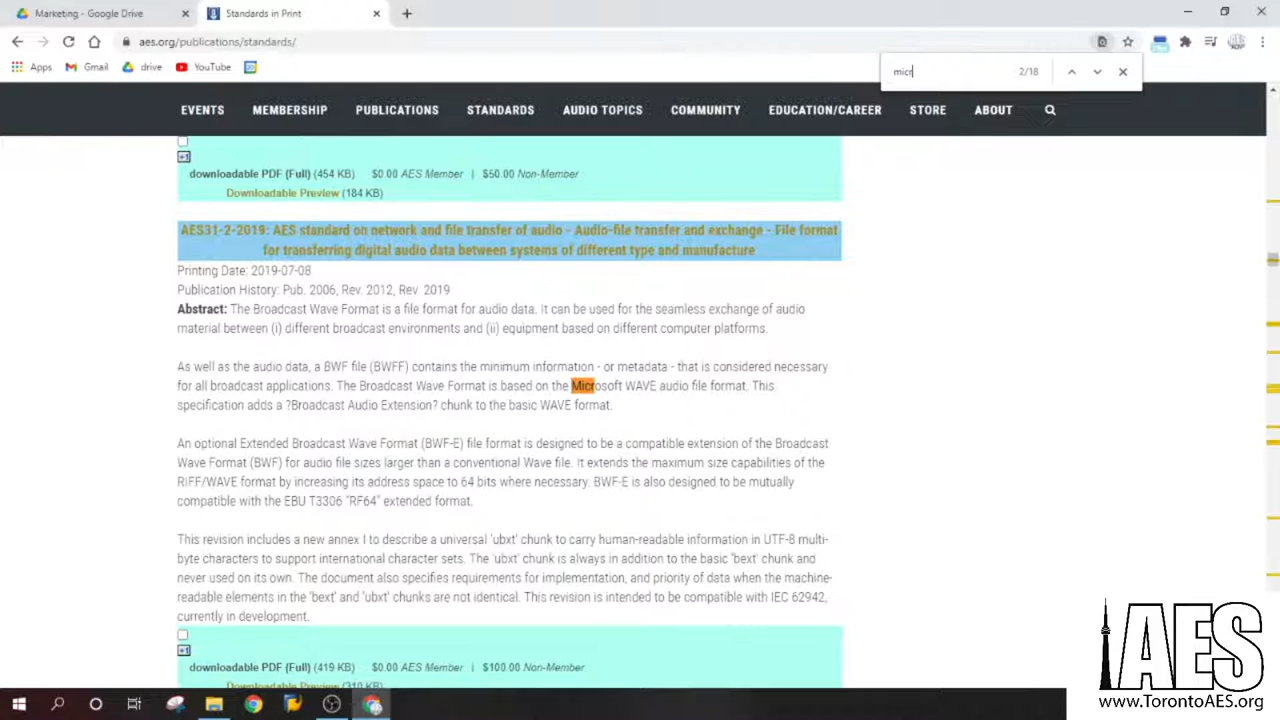 Marketing - Google Drive
Standards in Print
aes.org/publications/standards/
Apps Gmail drive YouTube
micr 2/18
EVENTS MEMBERSHIP PUBLICATIONS STANDARDS AUDIO TOPICS COMMUNITY EDUCATION/CAREER STORE ABOUT
+1
downloadable PDF (Full) (454 KB) $0.00 AES Member | $50.00 Non-Member
Downloadable Preview (184 KB)
AES31-2-2019: AES standard on network and file transfer of audio - Audio-file transfer and exchange - File format
for transferring digital audio data between systems of different type and manufacture
Printing Date: 2019-07-08
Publication History: Pub. 2006, Rev. 2012, Rev. 2019
Abstract: The Broadcast Wave Format is a file format for audio data. It can be used for the seamless exchange of audio
material between (i) different broadcast environments and (ii) equipment based on different computer platforms.
As well as the audio data, a BWF file (BWFF) contains the minimum information - or metadata - that is considered necessary
for all broadcast applications. The Broadcast Wave Format is based on the Microsoft WAVE audio file format. This
specification adds a ?Broadcast Audio Extension? chunk to the basic WAVE format.
An optional Extended Broadcast Wave Format (BWF-E) file format is designed to be a compatible extension of the Broadcast
Wave Format (BWF) for audio file sizes larger than a conventional Wave file. It extends the maximum size capabilities of the
RIFF/WAVE format by increasing its address space to 64 bits where necessary. BWF-E is also designed to be mutually
compatible with the EBU T3306 "RF64" extended format.
This revision includes a new annex I to describe a universal 'ubxt' chunk to carry human-readable information in UTF-8 multi-
byte characters to support international character sets. The 'ubxt' chunk is always in addition to the basic 'bext' chunk and
never used on its own. The document also specifies requirements for implementation, and priority of data when the machine-
readable elements in the 'bext' and 'ubxt' chunks are not identical. This revision is intended to be compatible with IEC 62942,
currently in development.
+1
downloadable PDF (Full) (419 KB) $0.00 AES Member | $100.00 Non-Member
Downloadable Preview (310 KB)
AES
www.TorontoAES.org